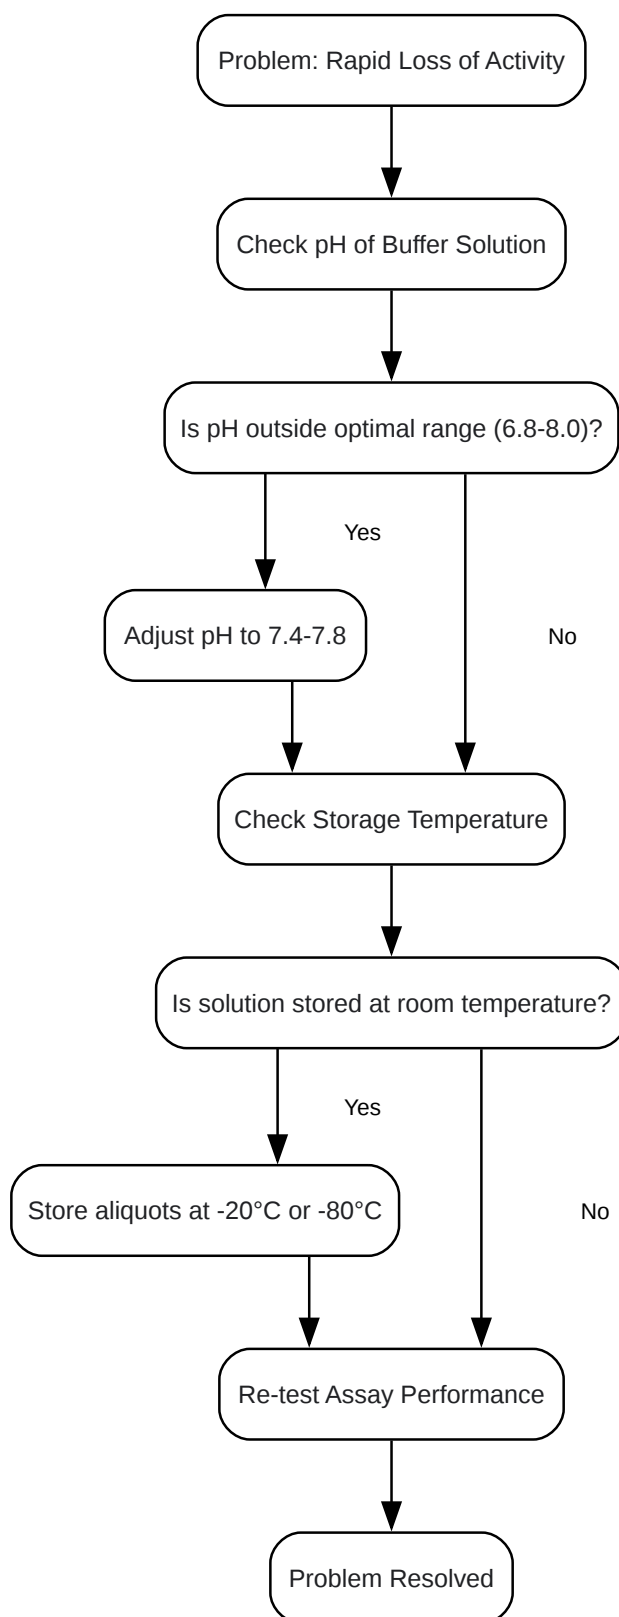 Problem: Rapid Loss of Activity
Check pH of Buffer Solution
Is pH outside optimal range (6.8-8.0)?
Yes
Adjust pH to 7.4-7.8
No
Check Storage Temperature
Is solution stored at room temperature?
Yes
Store aliquots at -20°C or -80°C
No
Re-test Assay Performance
Problem Resolved